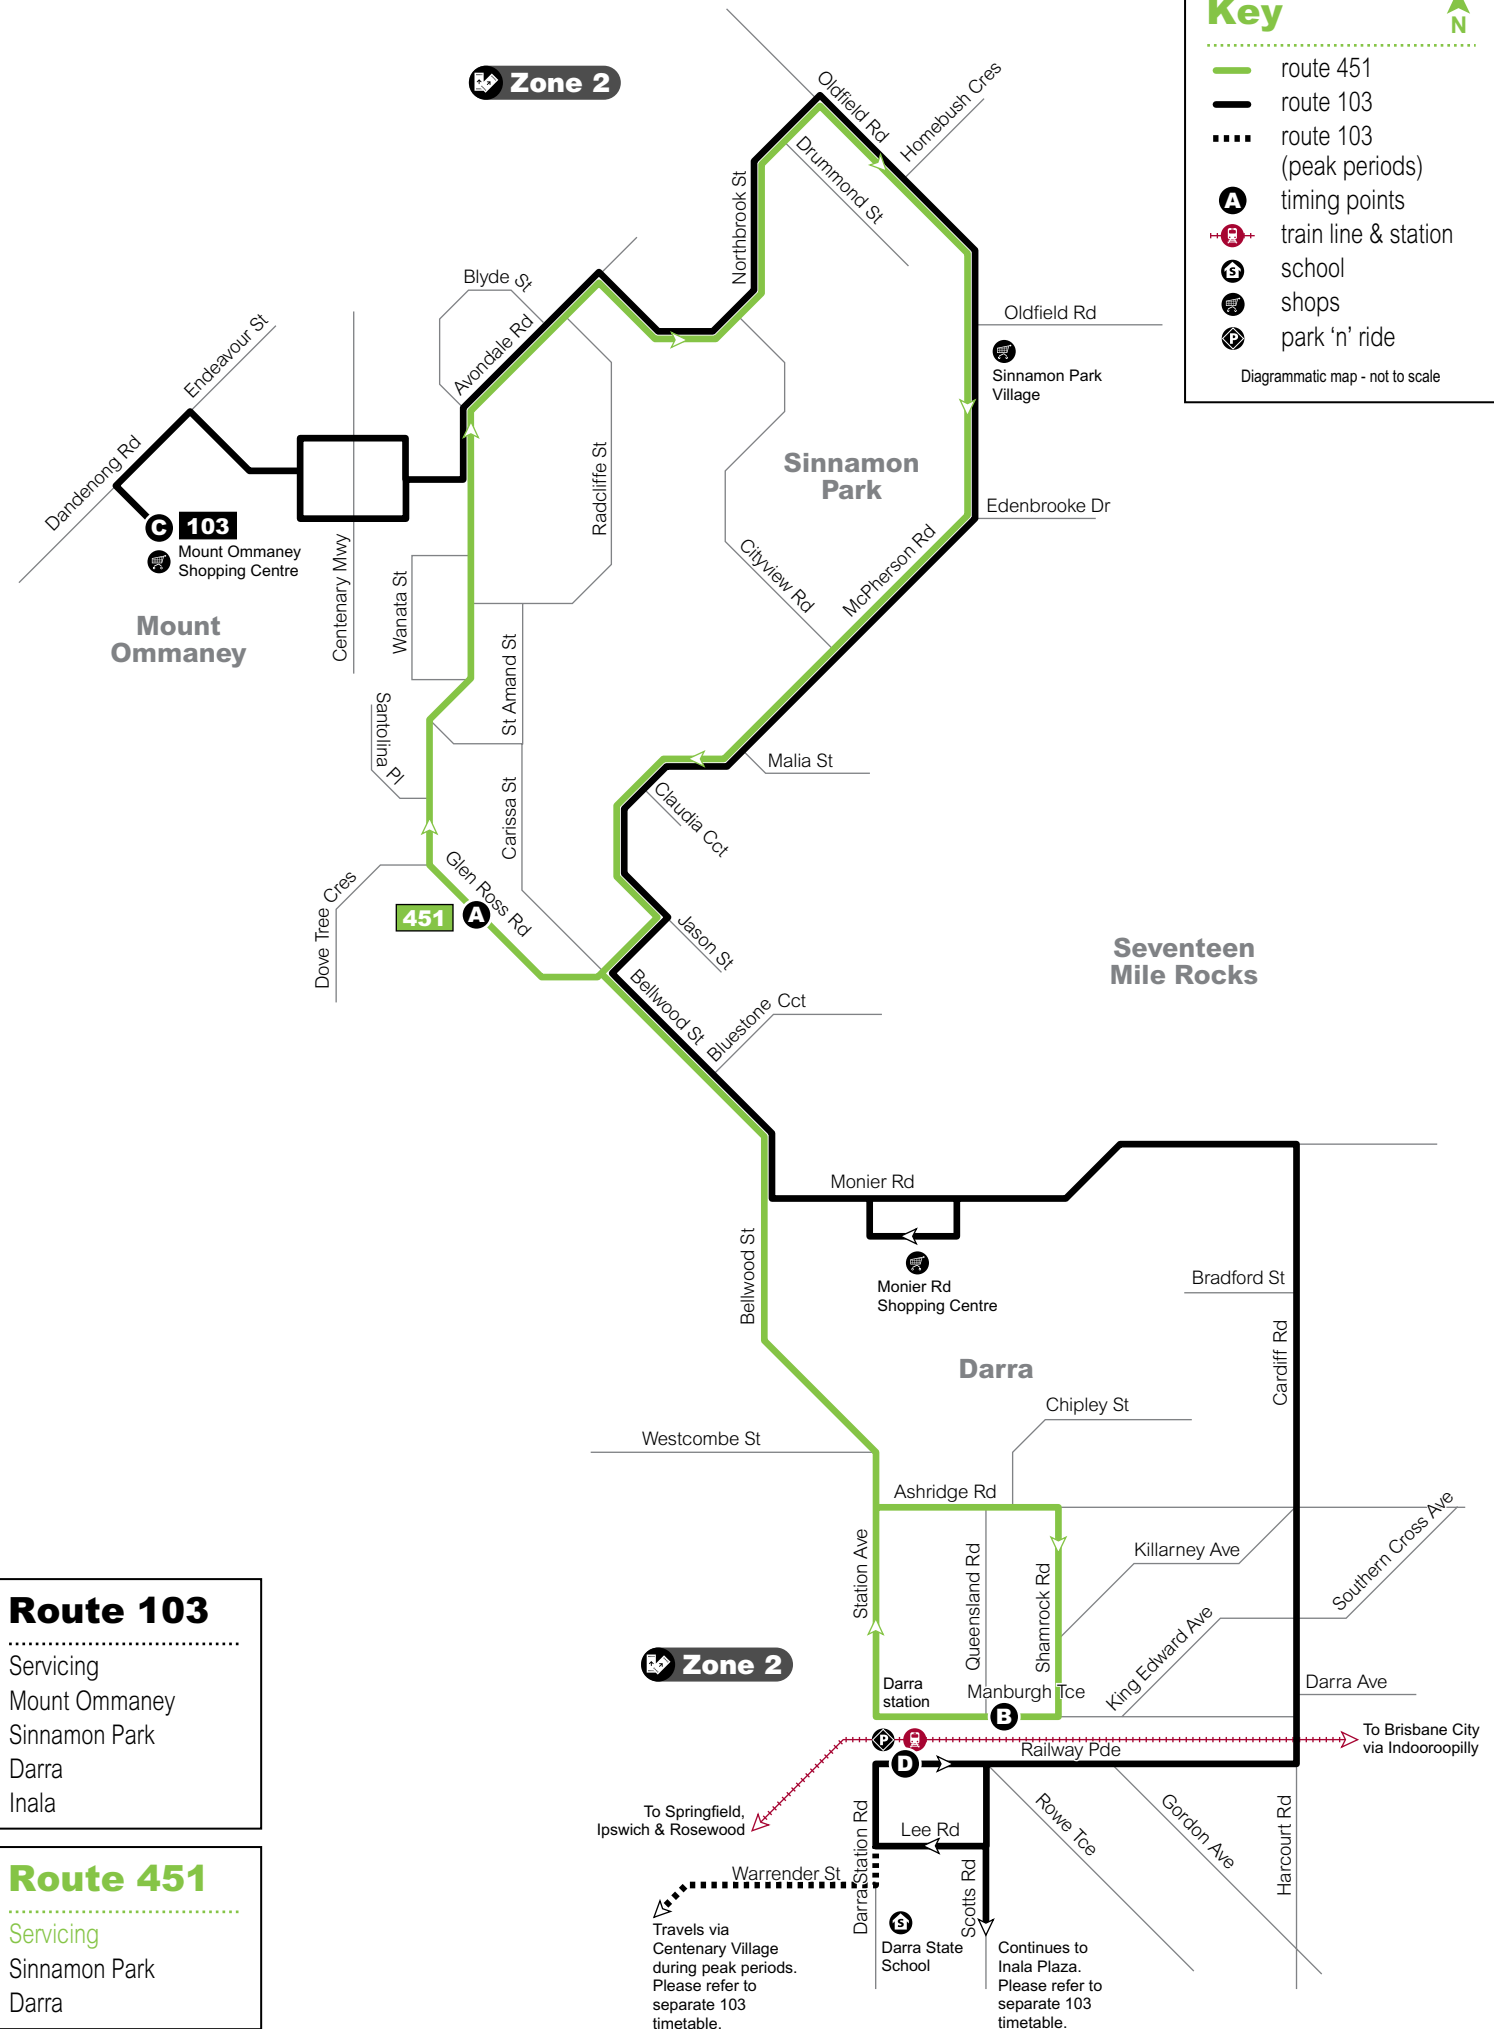 Key
N
route 451
route 103
route 103
(peak periods)
A
timing points
train line & station
S
school
shops
P
park ‘n’ ride
Diagrammatic map - not to scale
Zone 2
Oldfield Rd
Homebush Cres
Drummond St
Northbrook St
Blyde St
Avondale Rd
Endeavour St
Dandenong Rd
Oldfield Rd
Sinnamon Park
Village
C
103
Mount Ommaney
Shopping Centre
Mount
Ommaney
Centenary Mwy
Wanata St
Radcliffe St
Sinnamon
Park
Edenbrooke Dr
McPherson Rd
Cityview Rd
St Amand St
Santolina Pl
Malia St
Carissa St
Claudia Cct
Dove Tree Cres
Glen Ross Rd
451
A
Jason St
Seventeen
Mile Rocks
Bellwood St
Bluestone Cct
Monier Rd
Bellwood St
Monier Rd
Shopping Centre
Bradford St
Cardiff Rd
Darra
Chipley St
Westcombe St
Ashridge Rd
Station Ave
Queensland Rd
Shamrock Rd
Killarney Ave
Southern Cross Ave
King Edward Ave
Zone 2
Darra
station
Manburgh Tce
B
Darra Ave
P
D
Railway Pde
To Brisbane City
via Indooroopilly
To Springfield,
Ipswich & Rosewood
Darra Station Rd
Lee Rd
Rowe Tce
Gordon Ave
Harcourt Rd
Warrender St
Scotts Rd
Travels via
Centenary Village
during peak periods.
Please refer to
separate 103
timetable.
S
Darra State
School
Continues to
Inala Plaza.
Please refer to
separate 103
timetable.
Route 103
Servicing
Mount Ommaney
Sinnamon Park
Darra
Inala
Route 451
Servicing
Sinnamon Park
Darra